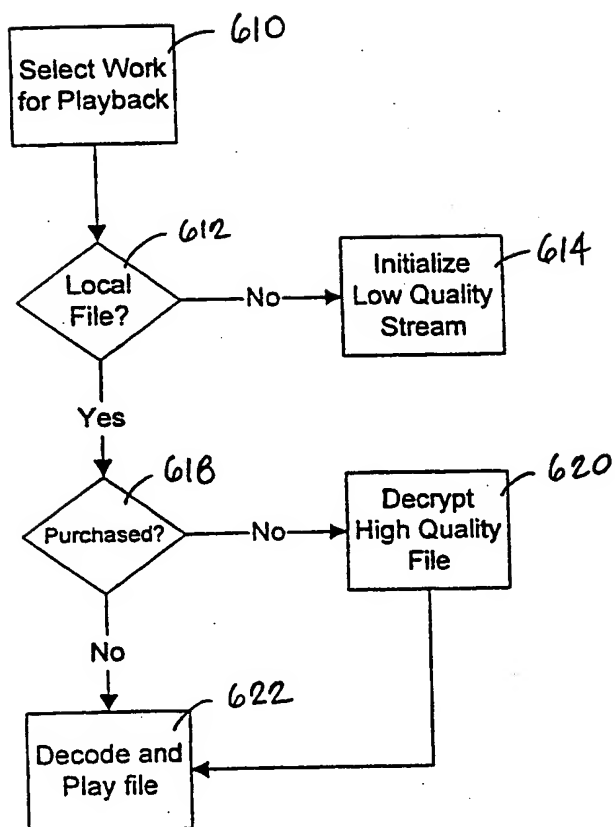 610
Select Work
for Playback
612
Local
File?
No
614
Initialize
Low Quality
Stream
Yes
618
Purchased?
No
620
Decrypt
High Quality
File
No
622
Decode and
Play file